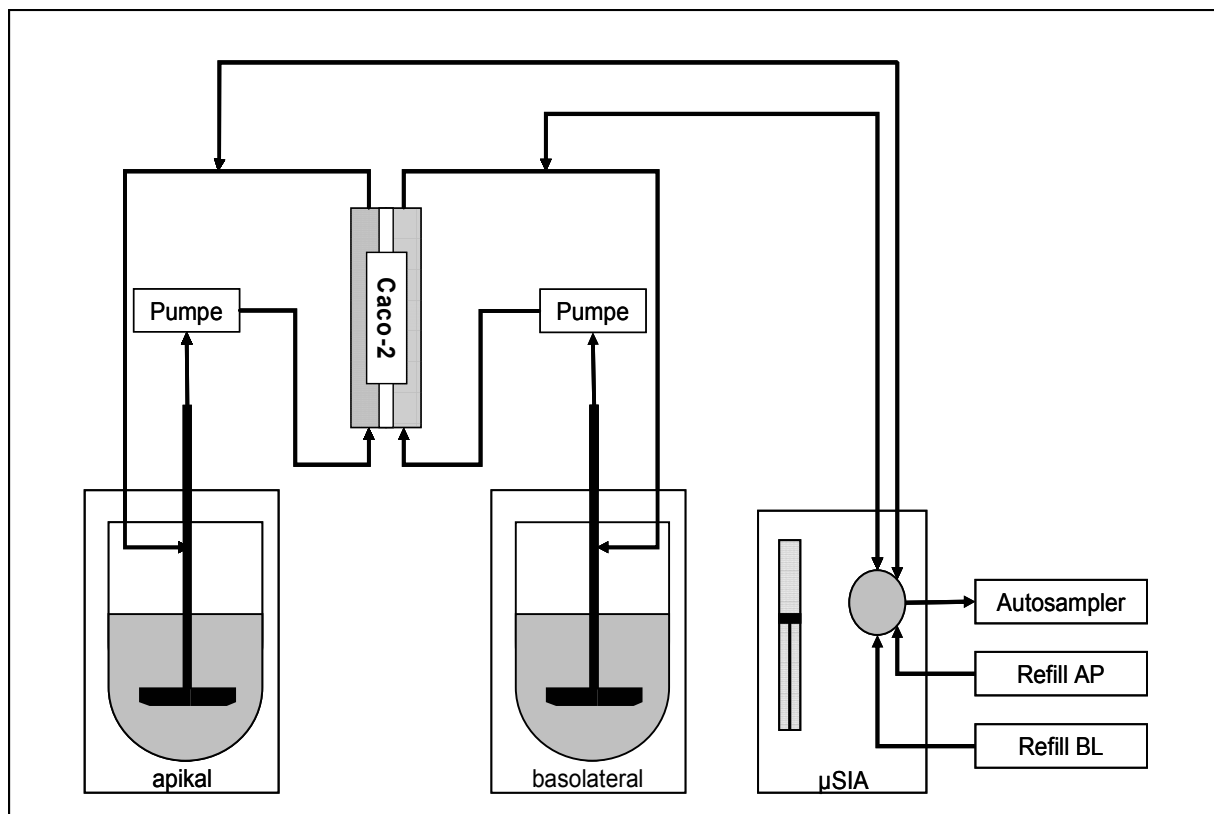 Pumpe
Caco-2
Pumpe
Autosampler
Refill AP
Refill BL
apikal
basolateral
µSIA